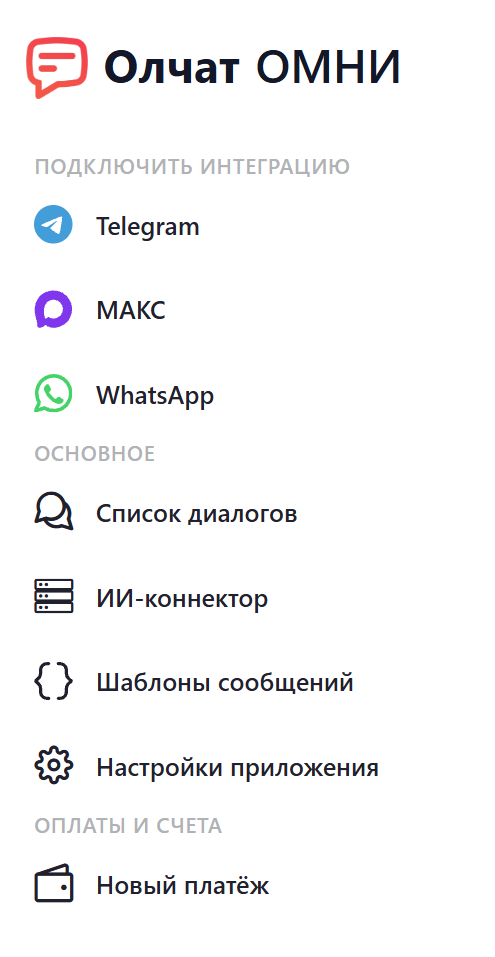 Олчат ОМНИ
ПОДКЛЮЧИТЬ ИНТЕГРАЦИЮ
Telegram
МАКС
WhatsApp
ОСНОВНОЕ
Список диалогов
ИИ-коннектор
Шаблоны сообщений
Настройки приложения
ОПЛАТЫ И СЧЕТА
Новый платёж